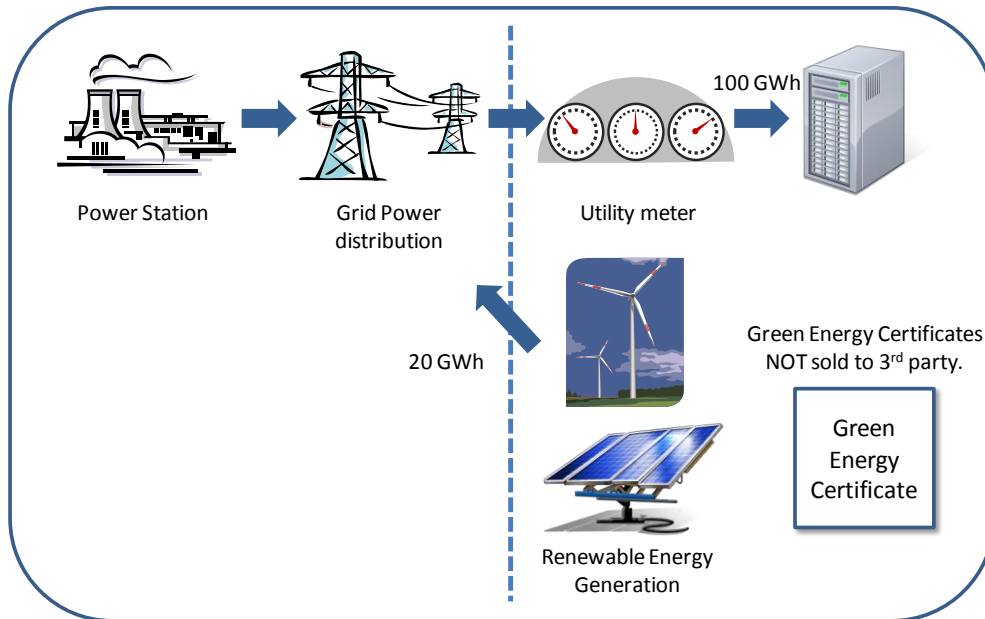 100 GWh
Power Station
Grid Power
distribution
Utility meter
20 GWh
Green Energy Certificates
NOT sold to 3rd party.
Green
Energy
Certificate
Renewable Energy
Generation